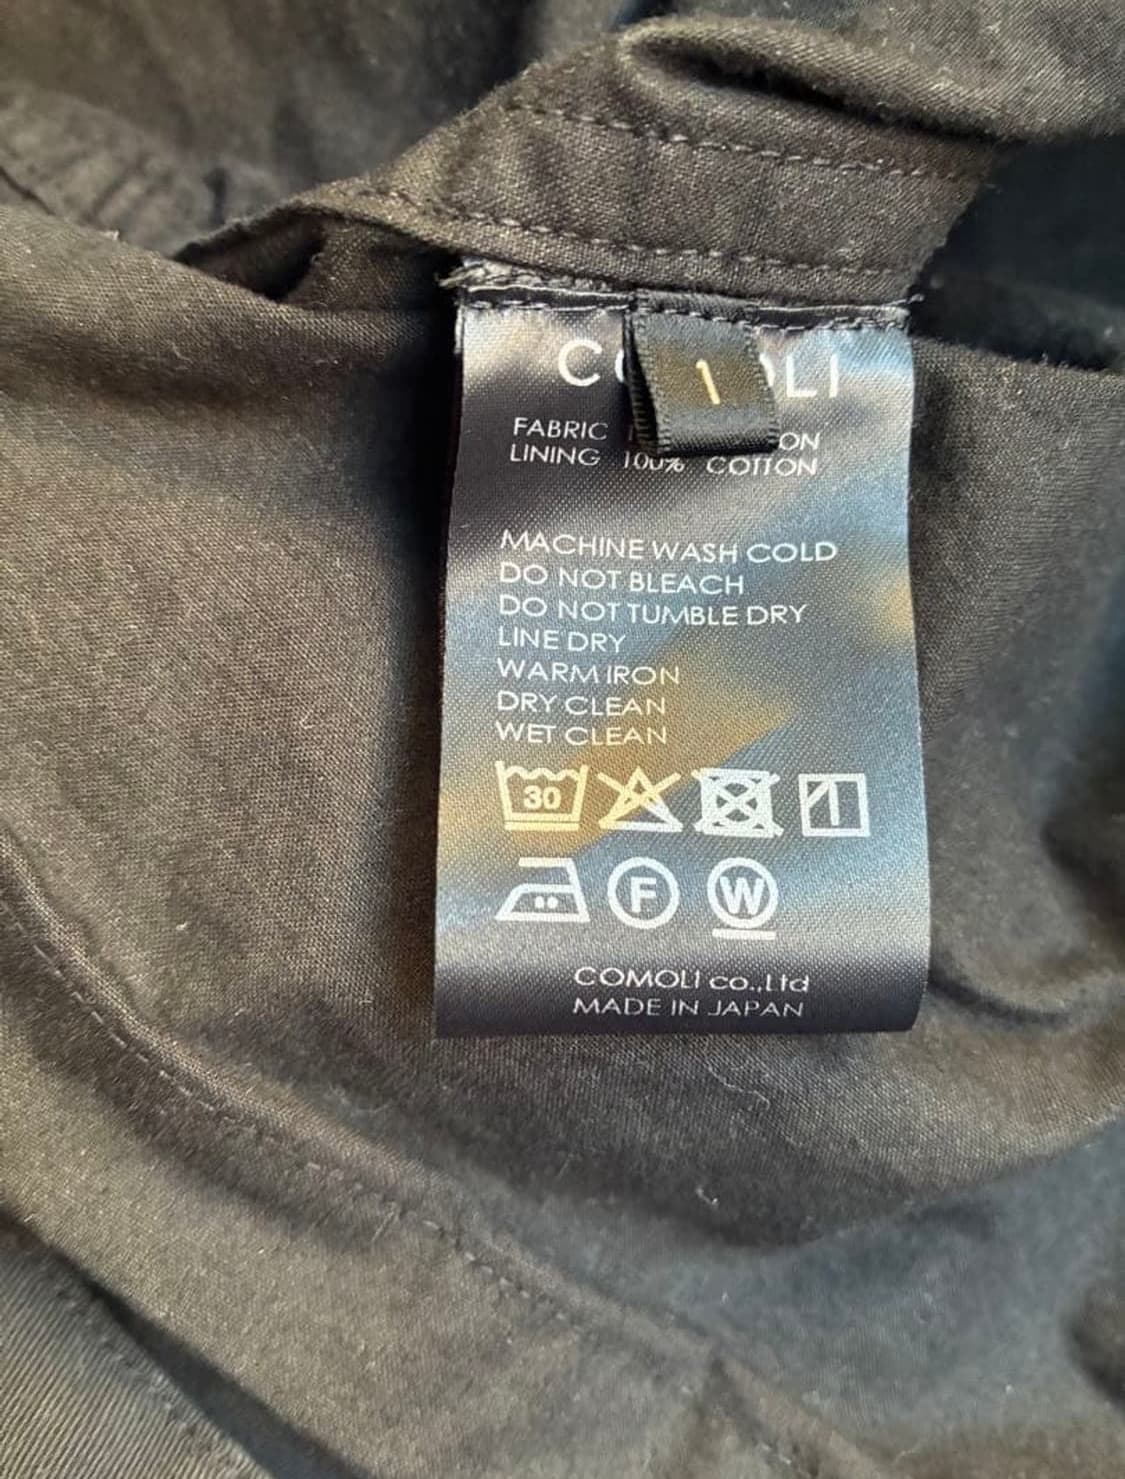 1
FABRIC
LINING 100% COTTON
MACHINE WASH COLD
DO NOT BLEACH
DO NOT TUMBLE DRY
LINE DRY
WARM IRON
DRY CLEAN
WET CLEAN
30
F W
COMOLI co.,Ltd
MADE IN JAPAN